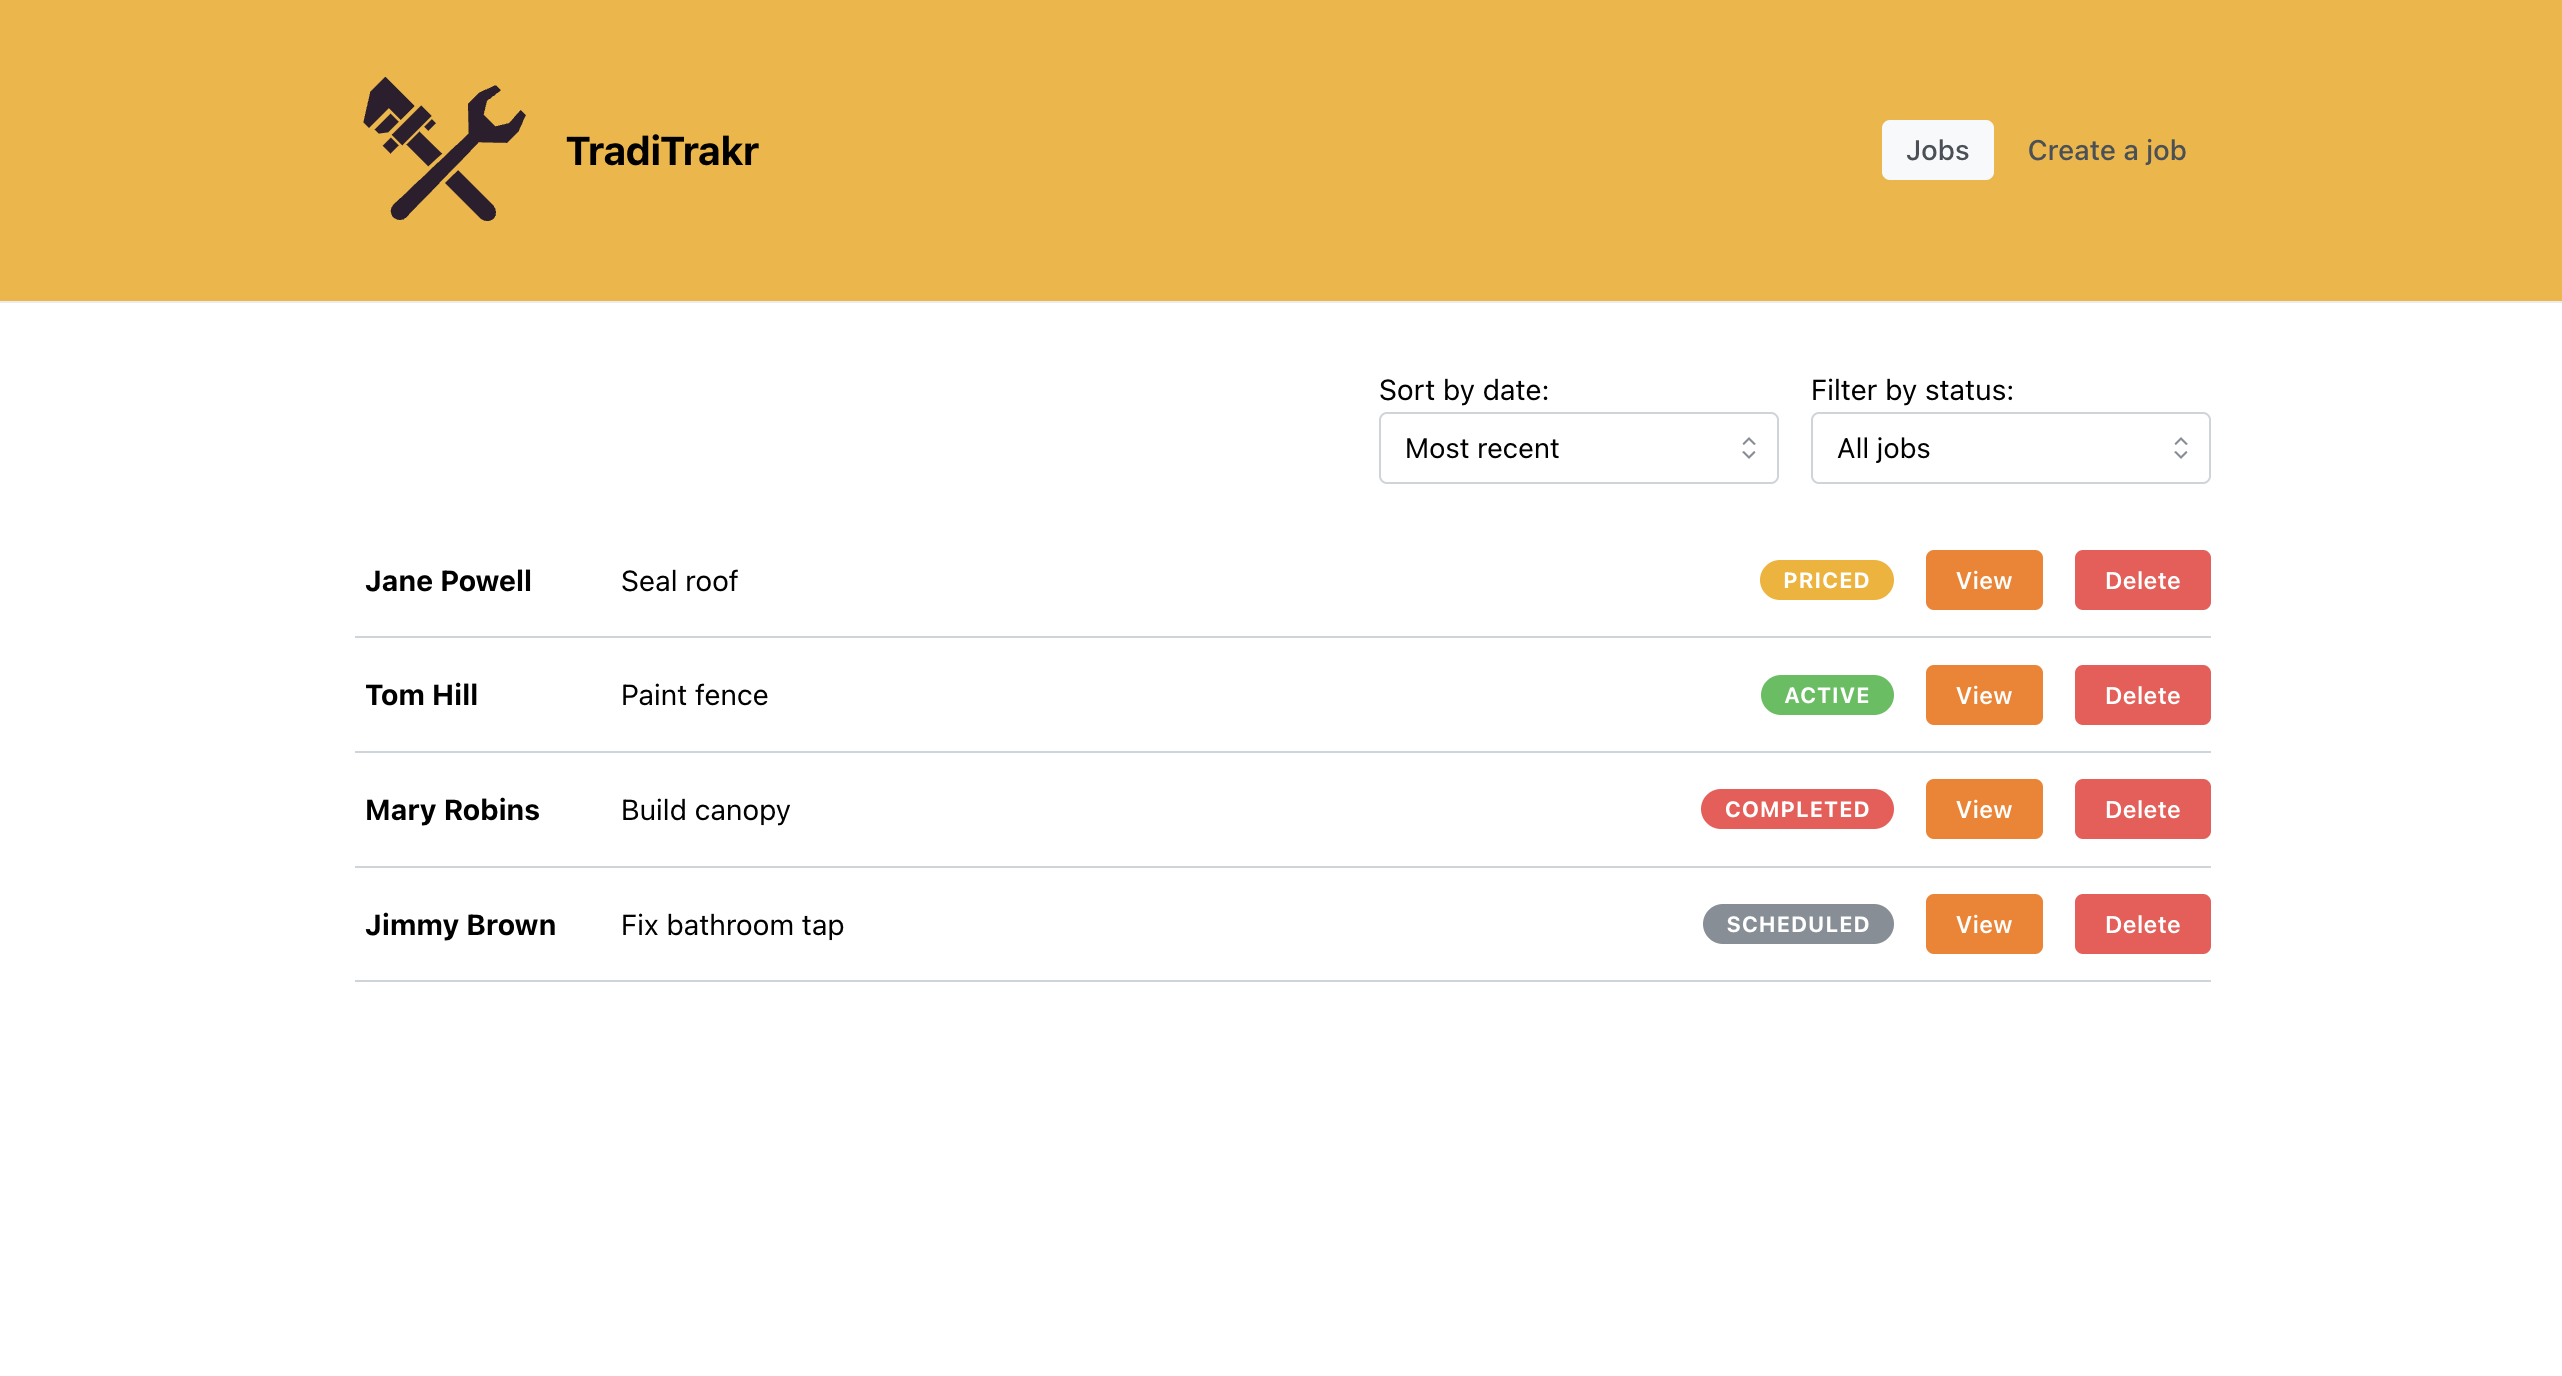 TradiTrakr
Jobs Create a job
Sort by date: Filter by status:
Most recent All jobs
Jane Powell Seal roof PRICED View Delete
Tom Hill Paint fence ACTIVE View Delete
Mary Robins Build canopy COMPLETED View Delete
Jimmy Brown Fix bathroom tap SCHEDULED View Delete